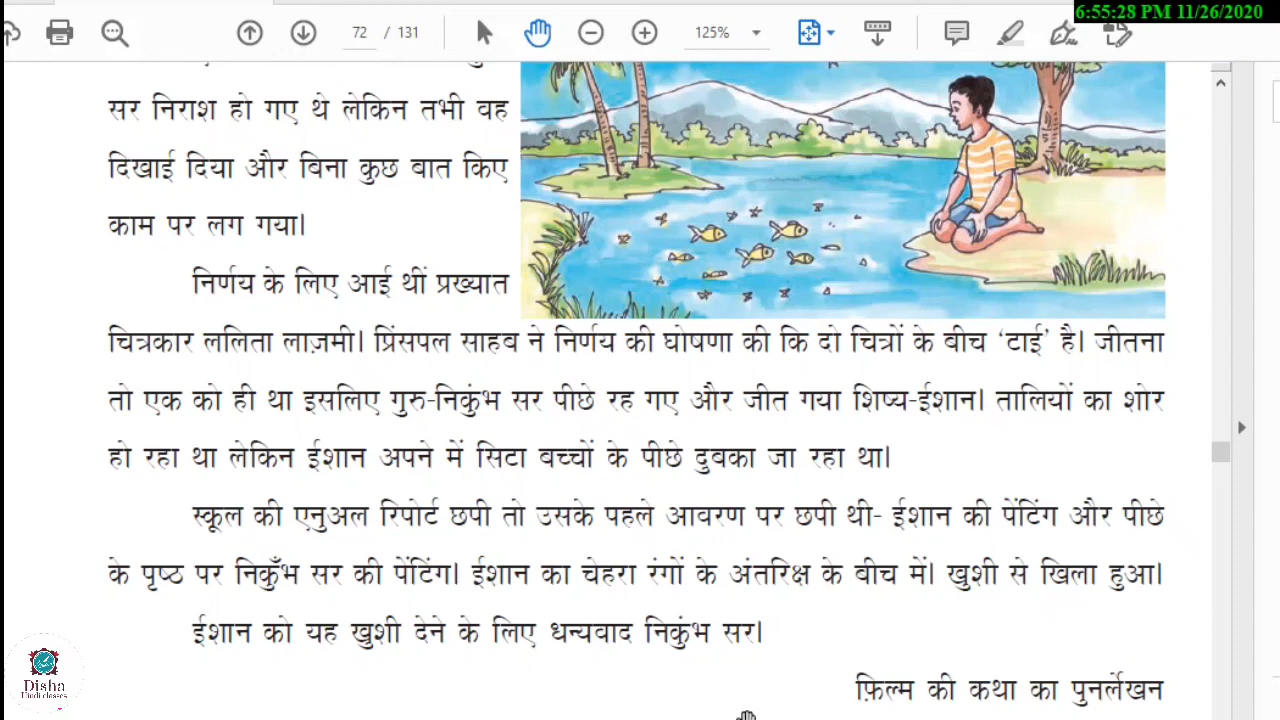 6:55:28 PM 11/26/2020
72 / 131
125%
सर निराश हो गए थे लेकिन तभी वह
दिखाई दिया और बिना कुछ बात किए
काम पर लग गया।
निर्णय के लिए आई थीं प्रख्यात
चित्रकार ललिता लाज़मी। प्रिंसपल साहब ने निर्णय की घोषणा की कि दो चित्रों के बीच ‘टाई’ है। जीतना
तो एक को ही था इसलिए गुरु-निकुंभ सर पीछे रह गए और जीत गया शिष्य-ईशान। तालियों का शोर
हो रहा था लेकिन ईशान अपने में सिटा बच्चों के पीछे दुबका जा रहा था।
स्कूल की एनुअल रिपोर्ट छपी तो उसके पहले आवरण पर छपी थी- ईशान की पेंटिंग और पीछे
के पृष्ठ पर निकुँभ सर की पेंटिंग। ईशान का चेहरा रंगों के अंतरिक्ष के बीच में। खुशी से खिला हुआ।
ईशान को यह खुशी देने के लिए धन्यवाद निकुंभ सर।
फ़िल्म की कथा का पुनर्लेखन
Disha
Hindi classes